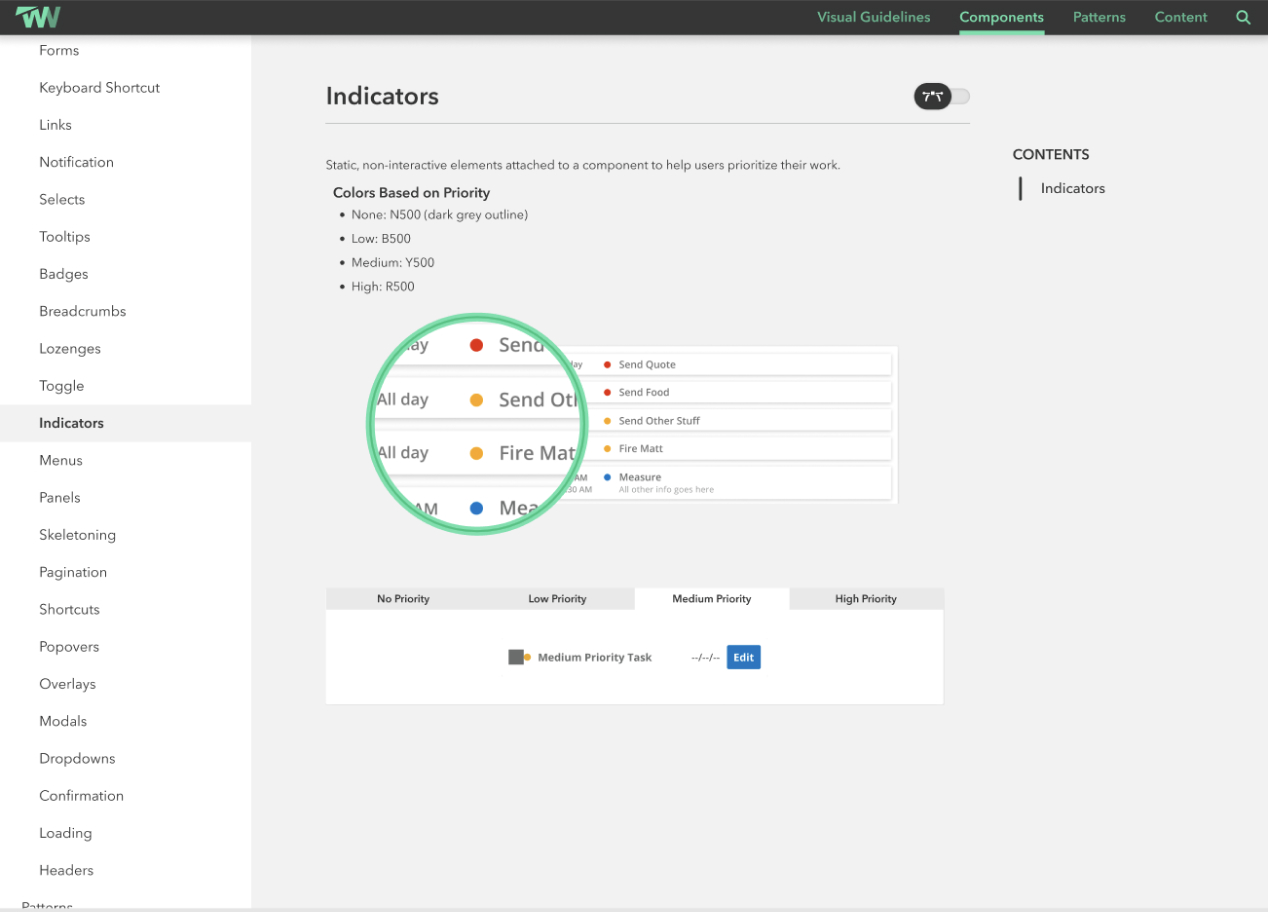 TW
Visual Guidelines
Components
Patterns
Content
Forms
Keyboard Shortcut
Links
Notification
Selects
Tooltips
Badges
Breadcrumbs
Lozenges
Toggle
Indicators
Menus
Panels
Skeletoning
Pagination
Shortcuts
Popovers
Overlays
Modals
Dropdowns
Confirmation
Loading
Headers
Patterns
Indicators
Static, non-interactive elements attached to a component to help users prioritize their work.
Colors Based on Priority
• None: N500 (dark grey outline)
• Low: B500
• Medium: Y500
• High: R500
ay Send
All day Send Oth
All day Fire Mat
AM Mea
day Send Quote
Send Food
Send Other Stuff
Fire Matt
AM Measure
30 AM All other info goes here
No Priority
Low Priority
Medium Priority
High Priority
Medium Priority Task --/--/-- Edit
CONTENTS
Indicators